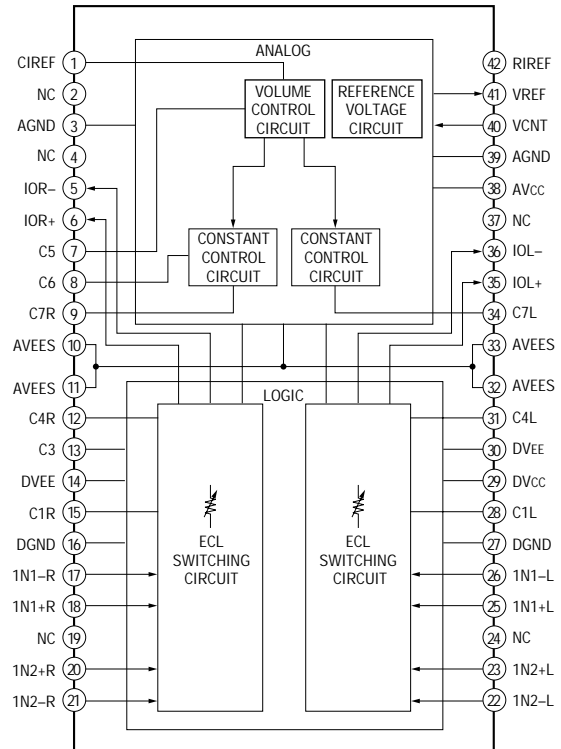 ANALOG
CIREF 1
NC 2
AGND 3
NC 4
IOR– 5
IOR+ 6
C5 7
C6 8
C7R 9
AVEES 10
AVEES 11
C4R 12
C3 13
DVEE 14
C1R 15
DGND 16
1N1–R 17
1N1+R 18
NC 19
1N2+R 20
1N2–R 21
VOLUME
CONTROL
CIRCUIT
REFERENCE
VOLTAGE
CIRCUIT
CONSTANT
CONTROL
CIRCUIT
CONSTANT
CONTROL
CIRCUIT
LOGIC
ECL
SWITCHING
CIRCUIT
ECL
SWITCHING
CIRCUIT
42 RIREF
41 VREF
40 VCNT
39 AGND
38 AVCC
37 NC
36 IOL–
35 IOL+
34 C7L
33 AVEES
32 AVEES
31 C4L
30 DVEE
29 DVCC
28 C1L
27 DGND
26 1N1–L
25 1N1+L
24 NC
23 1N2+L
22 1N2–L